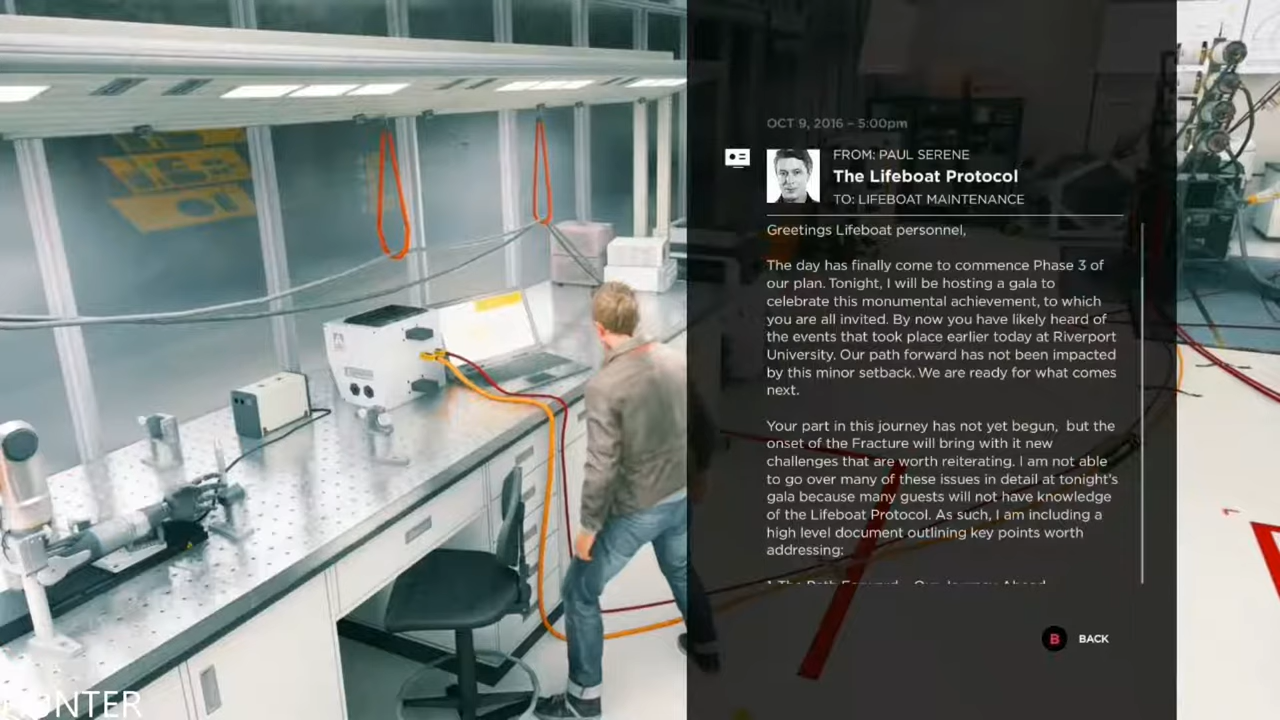 OCT 9, 2016 – 5:00pm
FROM: PAUL SERENE
The Lifeboat Protocol
TO: LIFEBOAT MAINTENANCE
Greetings Lifeboat personnel,
The day has finally come to commence Phase 3 of
our plan. Tonight, I will be hosting a gala to
celebrate this monumental achievement, to which
you are all invited. By now you have likely heard of
the events that took place earlier today at Riverport
University. Our path forward has not been impacted
by this minor setback. We are ready for what comes
next.
Your part in this journey has not yet begun,  but the
onset of the Fracture will bring with it new
challenges that are worth reiterating. I am not able
to go over many of these issues in detail at tonight's
gala because many guests will not have knowledge
of the Lifeboat Protocol. As such, I am including a
high level document outlining key points worth
addressing:
B BACK